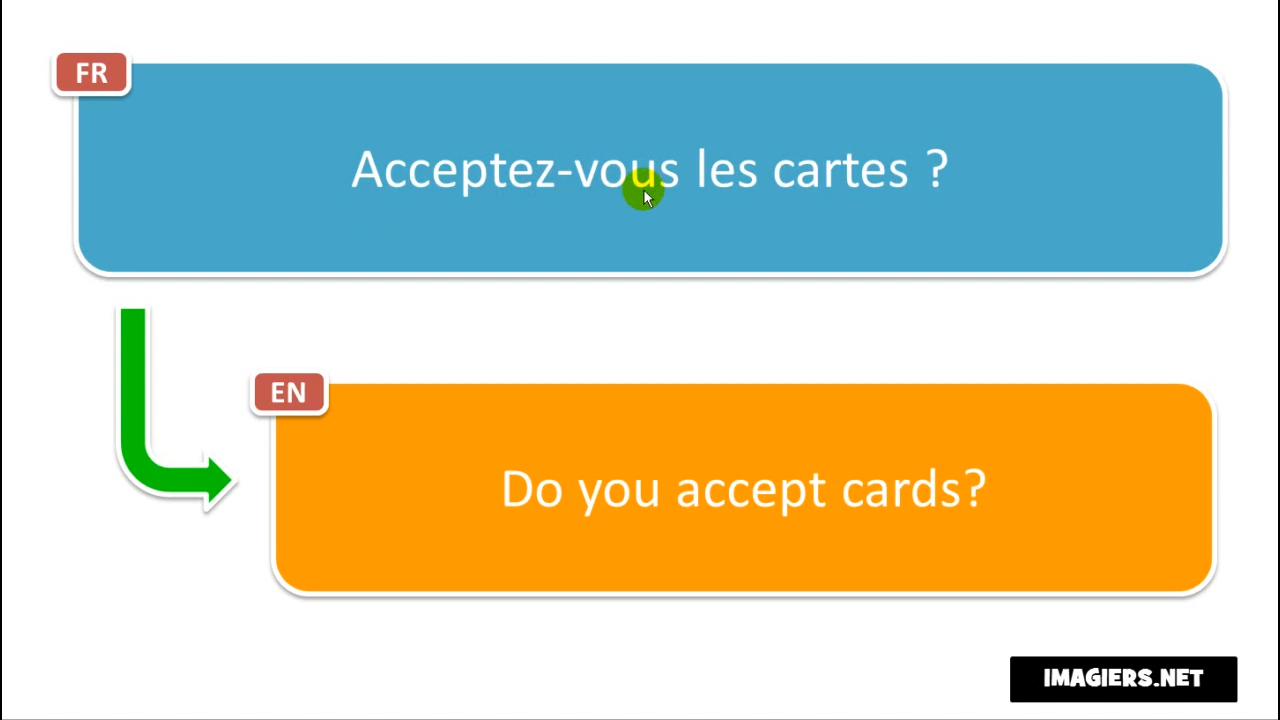 FR
Acceptez-vous les cartes ?
EN
Do you accept cards?
IMAGIERS.NET